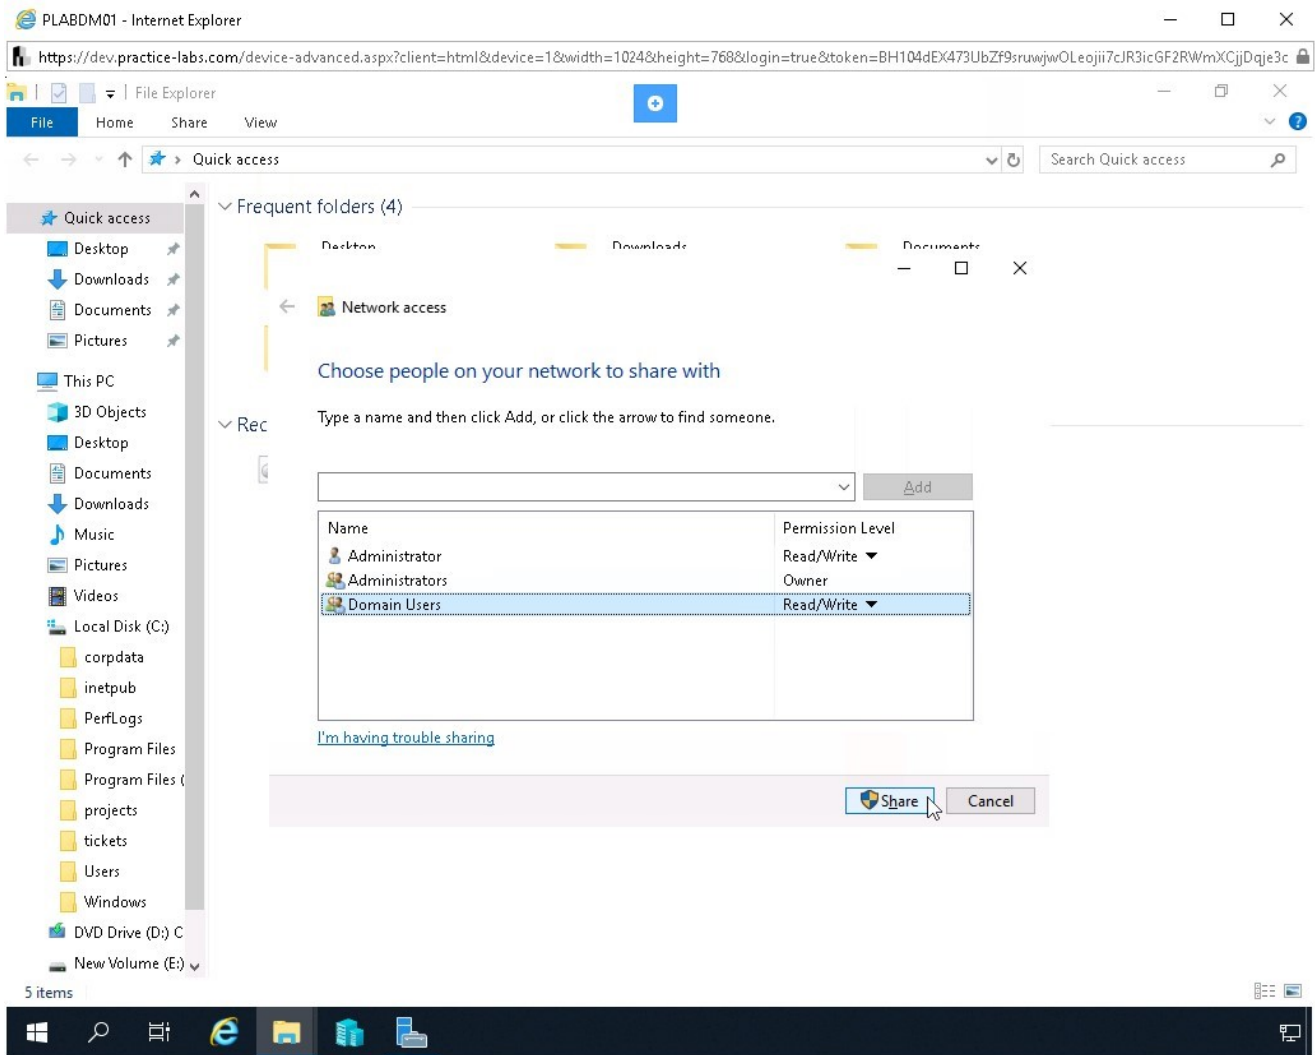 PLABDM01 - Internet Explorer
https://dev.practice-labs.com/device-advanced.aspx?client=html&device=1&width=1024&height=768&login=true&token=BH104dEX473UbZf9sruwjwOLeojii7cJR3icGF2RWmXCjjDqje3c
File Explorer
File Home Share View
Quick access
Search Quick access
Quick access
Desktop
Downloads
Documents
Pictures
This PC
3D Objects
Desktop
Documents
Downloads
Music
Pictures
Videos
Local Disk (C:)
corpdata
inetpub
PerfLogs
Program Files
Program Files (
projects
tickets
Users
Windows
DVD Drive (D:) C
New Volume (E:)
5 items
Frequent folders (4)
Desktop Downloads Documents
Rec
Network access
Choose people on your network to share with
Type a name and then click Add, or click the arrow to find someone.
Add
Name Permission Level
Administrator Read/Write
Administrators Owner
Domain Users Read/Write
I'm having trouble sharing
Share Cancel